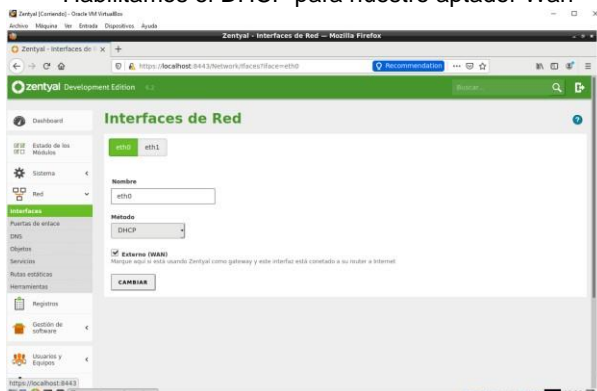 Habilitamos el DHCP para nuestro aptador Wan
Zentyal [Corriendo] - Oracle VM VirtualBox
Archivo Máquina Ver Entrada Dispositivos Ayuda
Zentyal - Interfaces de Red — Mozilla Firefox
Zentyal - Interfaces de
https://localhost:8443/Network/Ifaces?iface=eth0
Recommendation
zentyal Development Edition
Buscar...
Dashboard
Estado de los
Módulos
Sistema
Red
Interfaces
Puertas de enlace
DNS
Objetos
Servicios
Rutas estáticas
Herramientas
Registros
Gestión de
software
Usuarios y
Equipos
https://localhost:8443
Interfaces de Red
eth0 eth1
Nombre
eth0
Método
DHCP
Externo (WAN)
Marque aquí si está usando Zentyal como gateway y este interfaz está conetado a su router a Internet
CAMBIAR